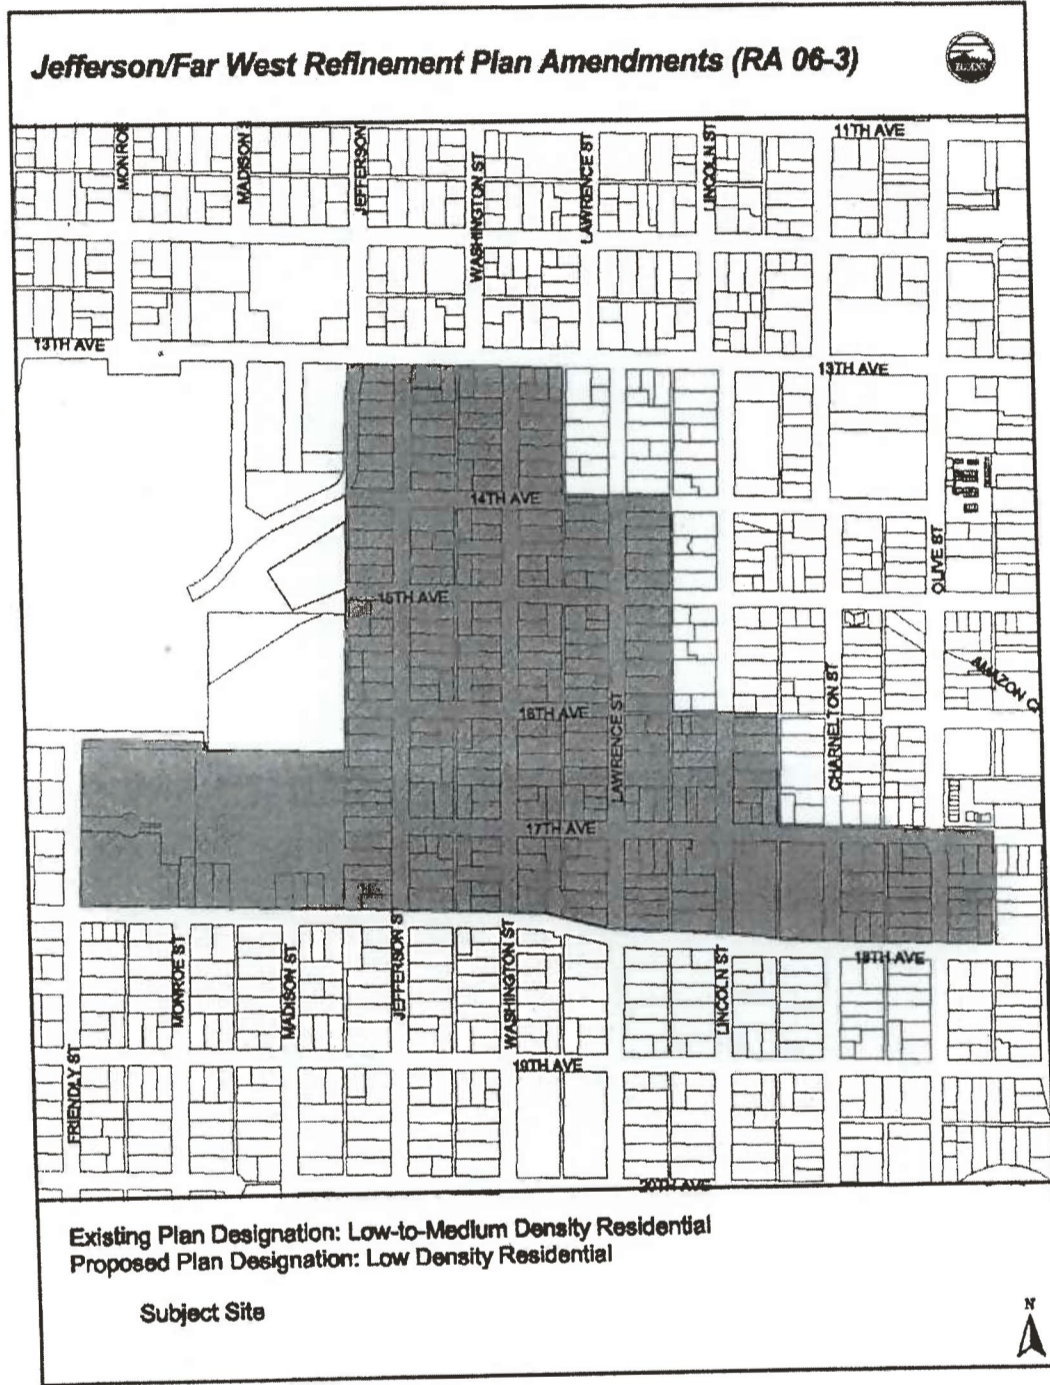 Jefferson/Far West Refinement Plan Amendments (RA 06-3)
EUGENE
11TH AVE
MONROE
MADISON
JEFFERSON
WASHINGTON ST
LAWRENCE ST
LINCOLN ST
13TH AVE
13TH AVE
14TH AVE
OLIVE ST
15TH AVE
AMAZON
16TH AVE
LAWRENCE ST
CHARNELTON ST
17TH AVE
18TH AVE
MONROE ST
MADISON ST
JEFFERSON S
WASHINGTON ST
LINCOLN ST
FRIENDLY ST
19TH AVE
20TH AVE
Existing Plan Designation: Low-to-Medium Density Residential
Proposed Plan Designation: Low Density Residential
Subject Site
N